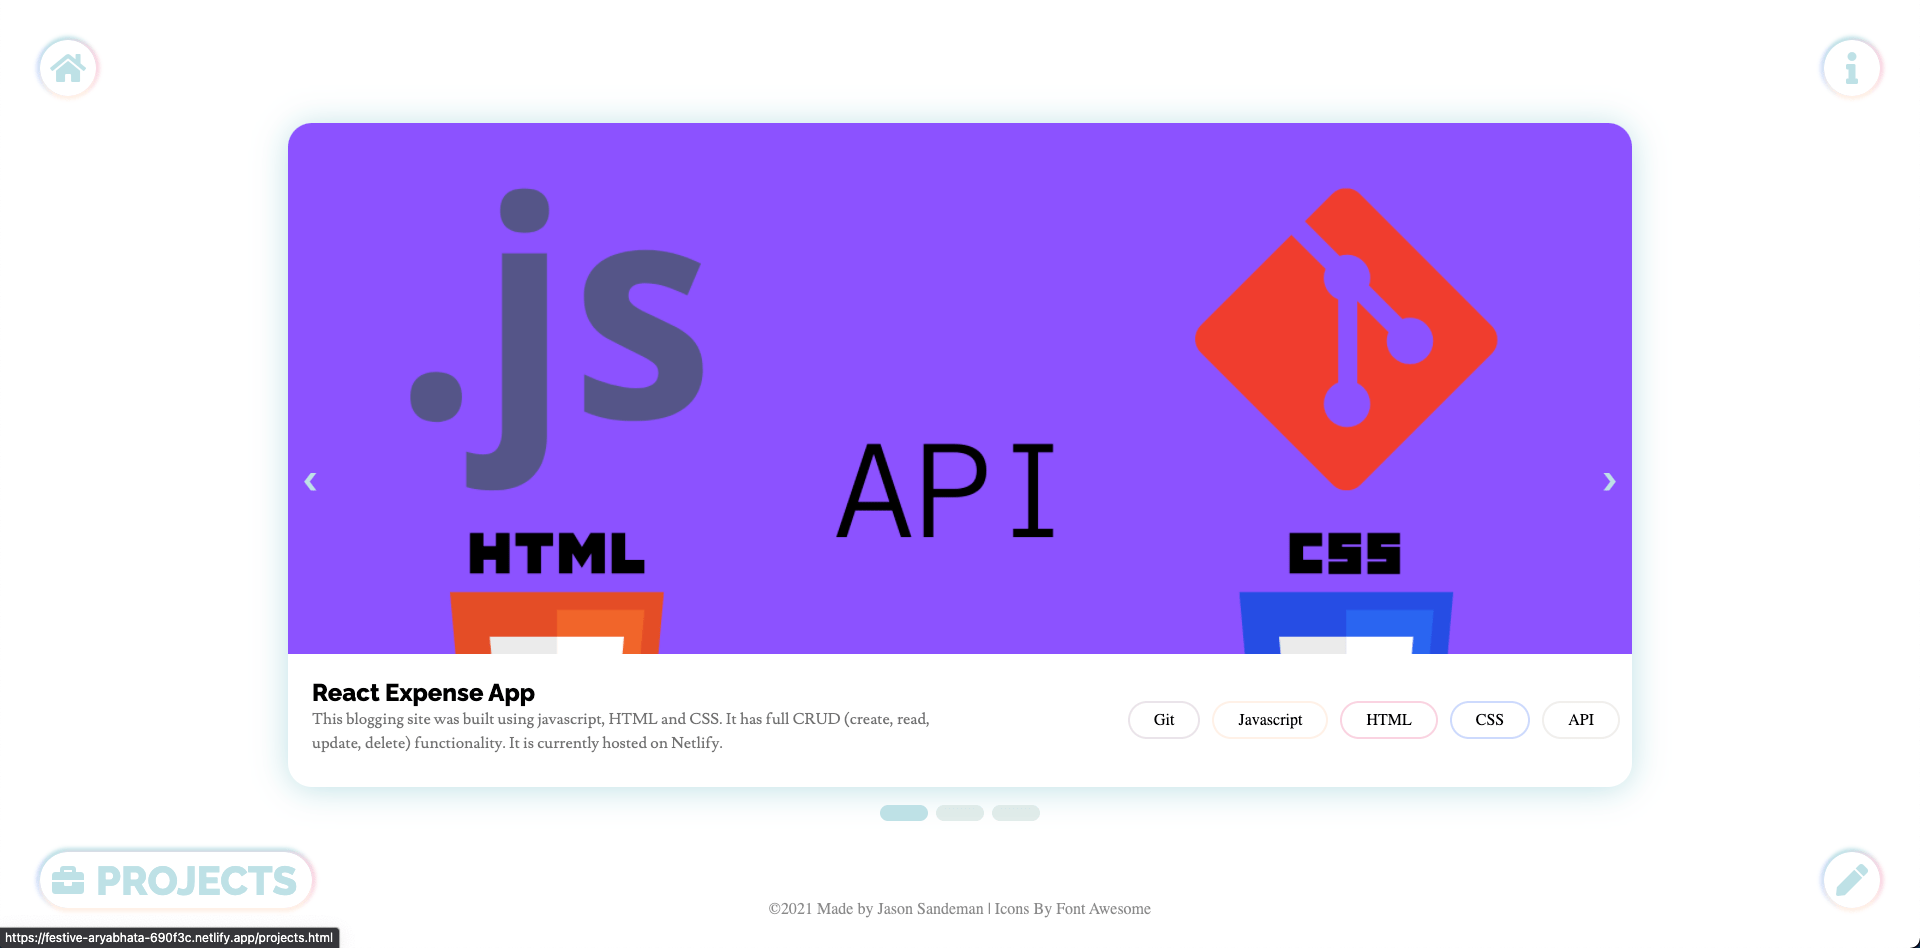 .js
API
HTML
CSS
❮
❯
React Expense App
This blogging site was built using javascript, HTML and CSS. It has full CRUD (create, read,
update, delete) functionality. It is currently hosted on Netlify.
Git
Javascript
HTML
CSS
API
PROJECTS
©2021 Made by Jason Sandeman | Icons By Font Awesome
https://festive-aryabhata-690f3c.netlify.app/projects.html